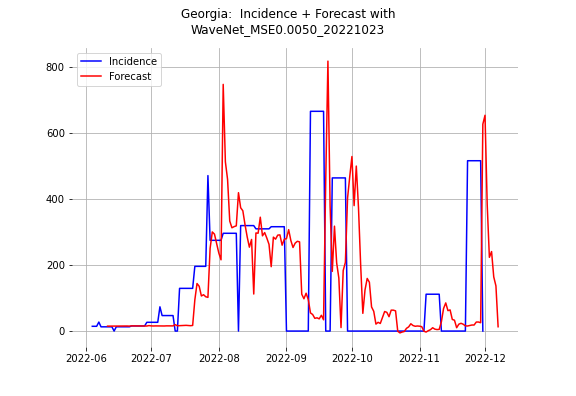 Georgia:  Incidence + Forecast with
WaveNet_MSE0.0050_20221023
Incidence
Forecast
800
600
400
200
0
2022-06 2022-07 2022-08 2022-09 2022-10 2022-11 2022-12